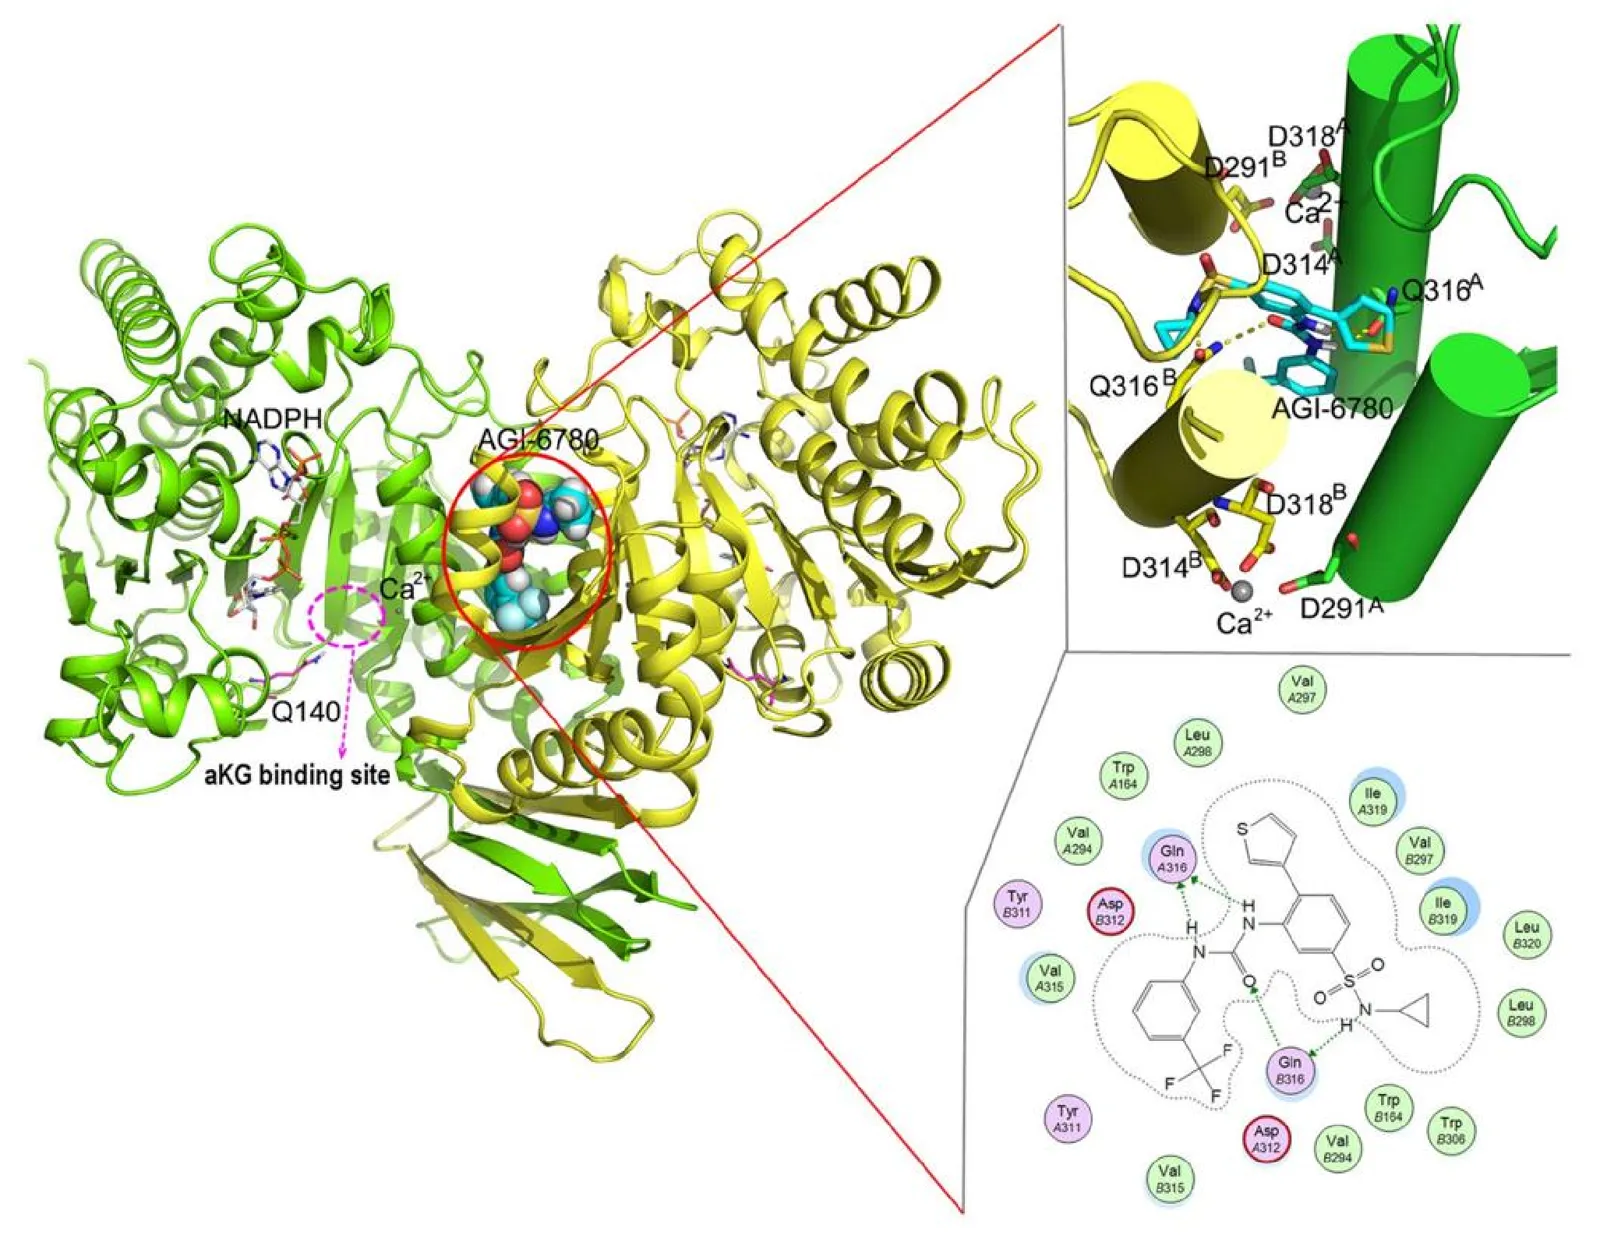 NADPH
AGI-6780
Ca2+
Q140
aKG binding site
D318A
D291B
Ca2+
D314A
Q316A
Q316B
AGI-6780
D318B
D314B
Ca2+
D291A
Val
A297
Leu
A298
Trp
A164
Ile
A319
Val
A294
Gln
A316
Val
B297
S
Tyr
B311
Asp
B312
Ile
B319
H
N
H
N
Leu
B320
Val
A315
O
S
O
O
N
H
Leu
B298
F
F
F
Gln
B316
Tyr
A311
Trp
B164
Asp
A312
Val
B294
Trp
B306
Val
B315